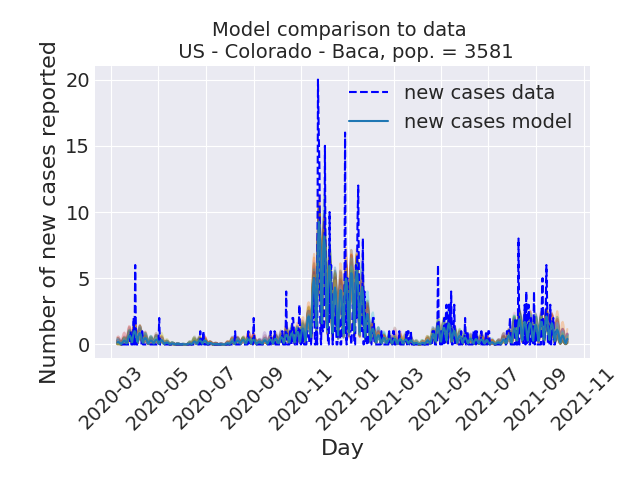 Model comparison to data
US - Colorado - Baca, pop. = 3581
Number of new cases reported
20
15
10
5
0
new cases data
new cases model
2020-03
2020-05
2020-07
2020-09
2020-11
2021-01
2021-03
2021-05
2021-07
2021-09
2021-11
Day